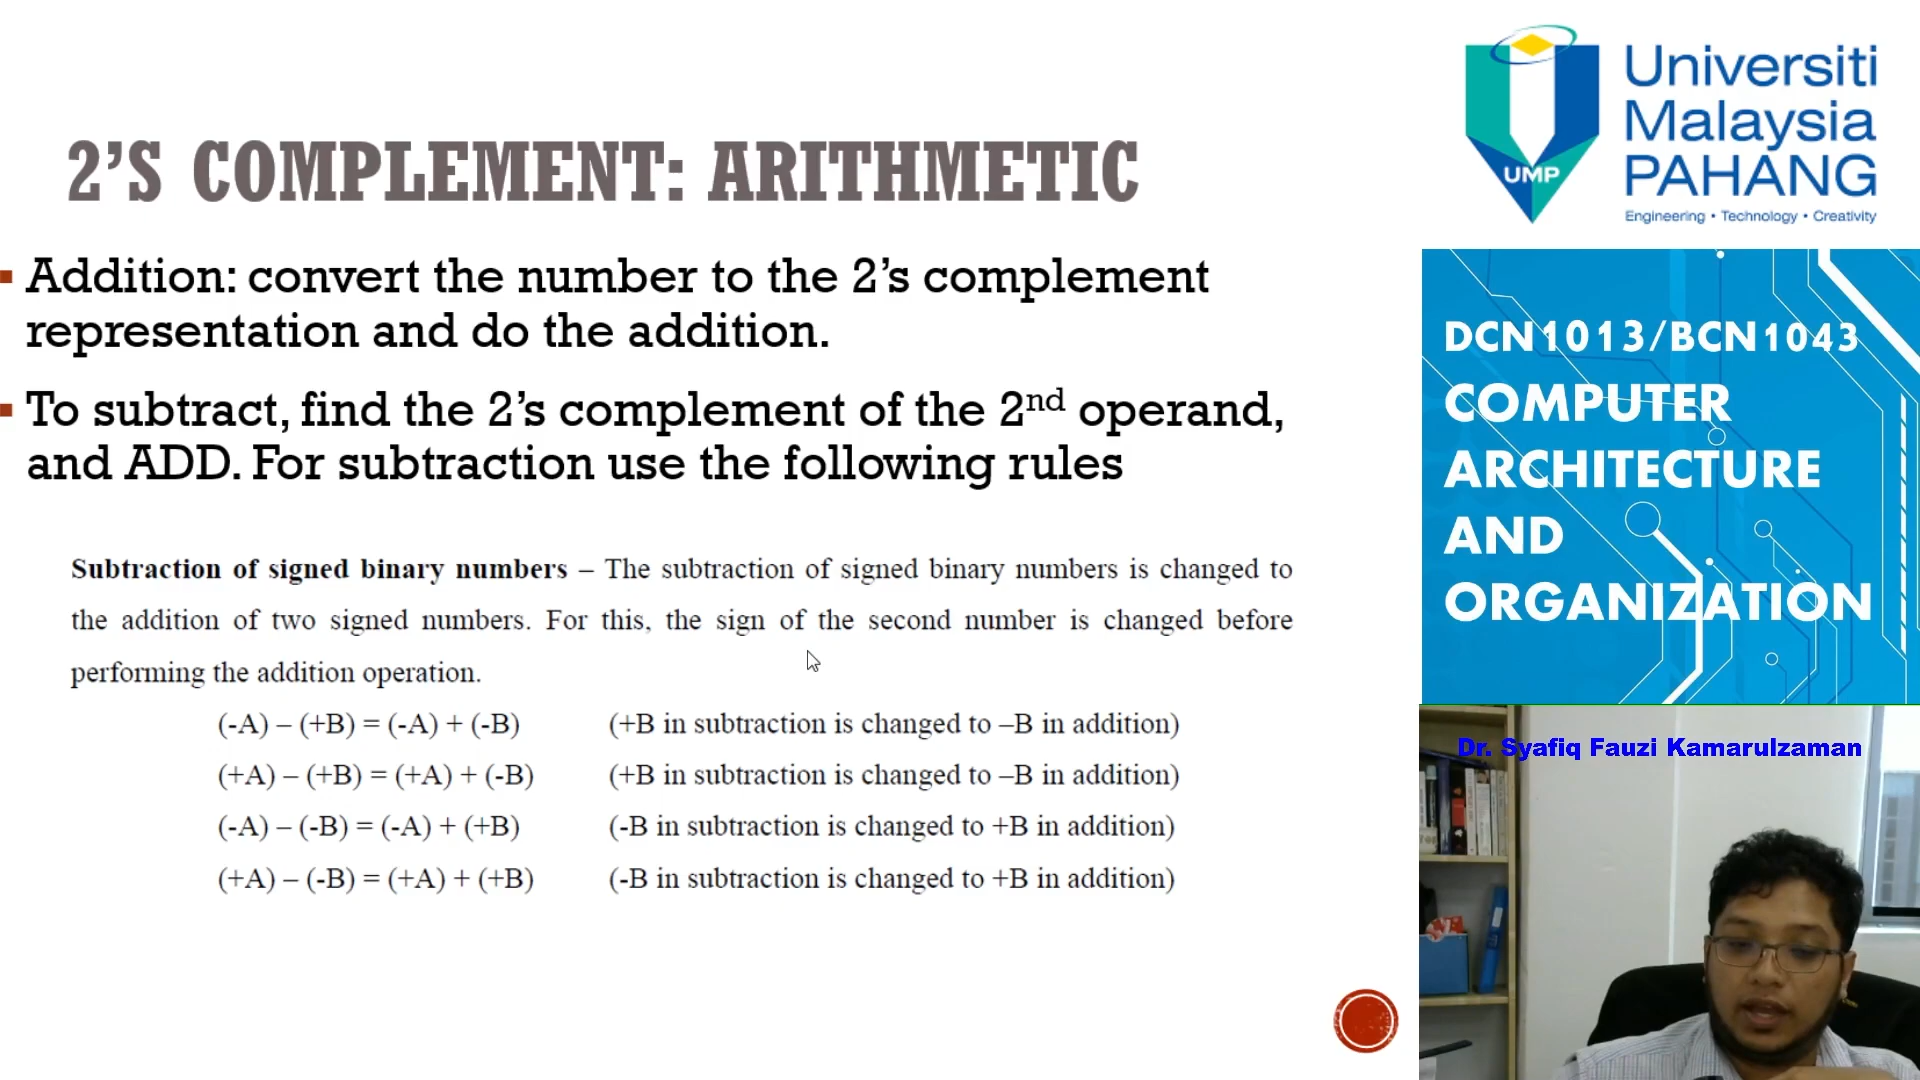 2’S COMPLEMENT: ARITHMETIC
Addition: convert the number to the 2’s complement
representation and do the addition.
To subtract, find the 2’s complement of the 2nd operand,
and ADD. For subtraction use the following rules
Subtraction of signed binary numbers – The subtraction of signed binary numbers is changed to
the addition of two signed numbers. For this, the sign of the second number is changed before
performing the addition operation.
(-A) – (+B) = (-A) + (-B) (+B in subtraction is changed to –B in addition)
(+A) – (+B) = (+A) + (-B) (+B in subtraction is changed to –B in addition)
(-A) – (-B) = (-A) + (+B) (-B in subtraction is changed to +B in addition)
(+A) – (-B) = (+A) + (+B) (-B in subtraction is changed to +B in addition)
UMP
Universiti
Malaysia
PAHANG
Engineering • Technology • Creativity
DCN1013/BCN1043
COMPUTER
ARCHITECTURE
AND
ORGANIZATION
Dr. Syafiq Fauzi Kamarulzaman